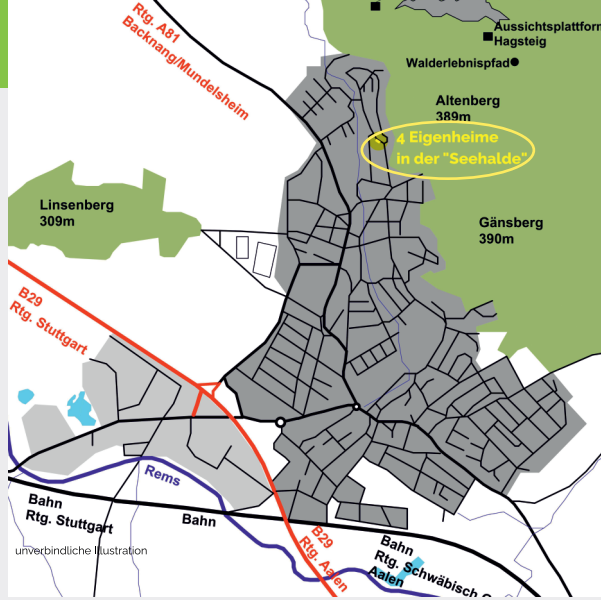 Rtg. A81
Backnang/Mundelsheim
Aussichtsplattform
Hagsteig
Walderlebnispfad
Altenberg
389m
4 Eigenheime
in der "Seehalde"
Linsenberg
309m
Gänsberg
390m
B29
Rtg. Stuttgart
Rems
Bahn
Rtg. Stuttgart
Bahn
unverbindliche Illustration
B29
Rtg. Aalen
Bahn
Rtg. Schwäbisch
Aalen